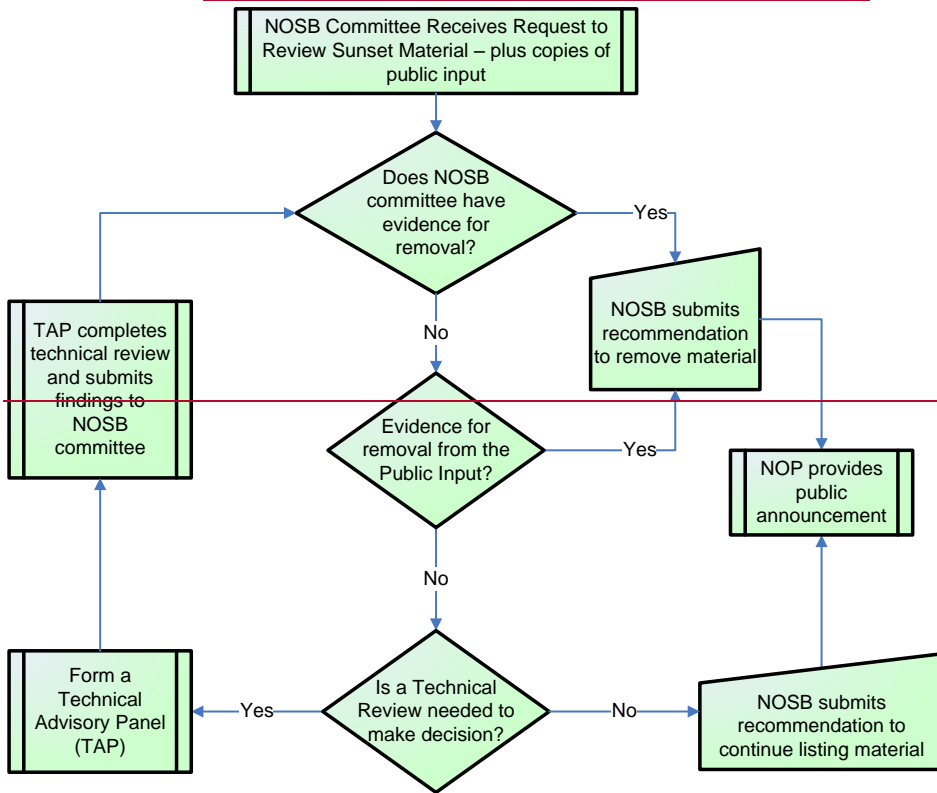 NOSB Committee Receives Request to
Review Sunset Material – plus copies of
public input
Does NOSB
committee have
evidence for
removal?
Yes
NOSB submits
recommendation
to remove material
No
TAP completes
technical review
and submits
findings to
NOSB
committee
Evidence for
removal from the
Public Input?
Yes
NOP provides
public
announcement
No
Form a
Technical
Advisory Panel
(TAP)
Yes
Is a Technical
Review needed to
make decision?
No
NOSB submits
recommendation to
continue listing material